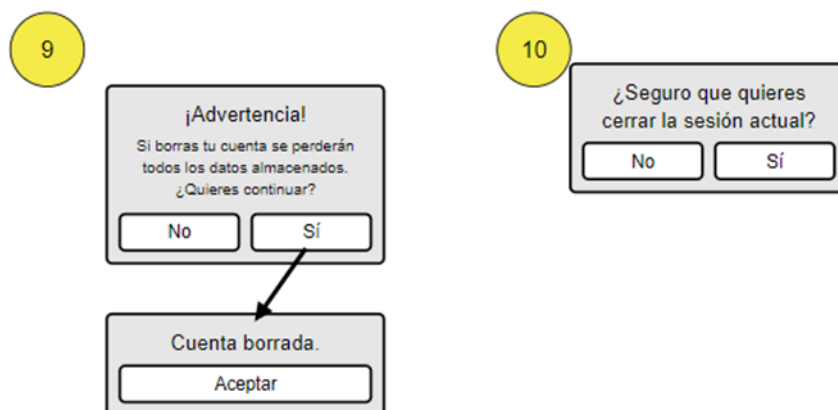 9
¡Advertencia!
Si borras tu cuenta se perderán
todos los datos almacenados.
¿Quieres continuar?
No
Sí
Cuenta borrada.
Aceptar
10
¿Seguro que quieres
cerrar la sesión actual?
No
Sí